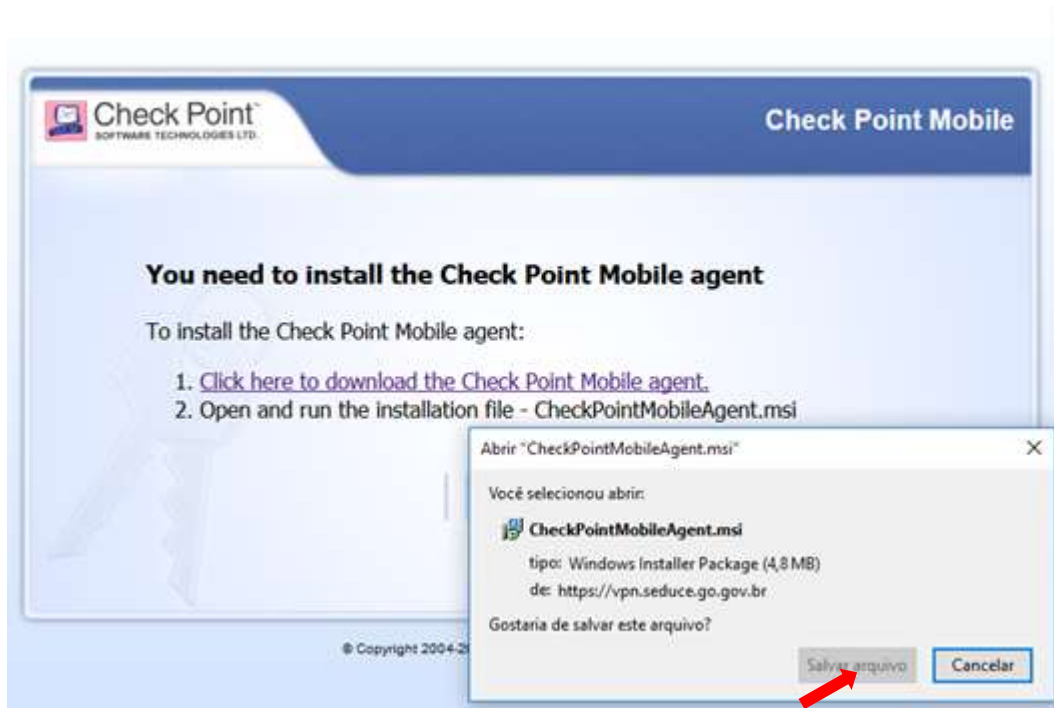 Check Point
SOFTWARE TECHNOLOGIES LTD.
Check Point Mobile
You need to install the Check Point Mobile agent
To install the Check Point Mobile agent:
1. Click here to download the Check Point Mobile agent.
2. Open and run the installation file - CheckPointMobileAgent.msi
Abrir "CheckPointMobileAgent.msi"
Você selecionou abrir:
CheckPointMobileAgent.msi
tipo: Windows Installer Package (4,8 MB)
de: https://vpn.seduce.go.gov.br
Gostaria de salvar este arquivo?
Salvar arquivo
Cancelar
© Copyright 2004-2